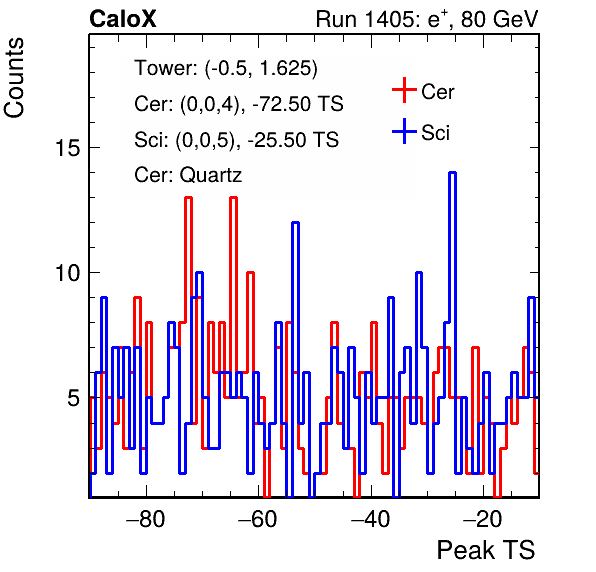 CaloX Run 1405: e⁺, 80 GeV
Counts
Tower: (-0.5, 1.625)
Cer: (0,0,4), -72.50 TS
Sci: (0,0,5), -25.50 TS
Cer: Quartz
Cer
Sci
15
10
5
−80 −60 −40 −20
Peak TS